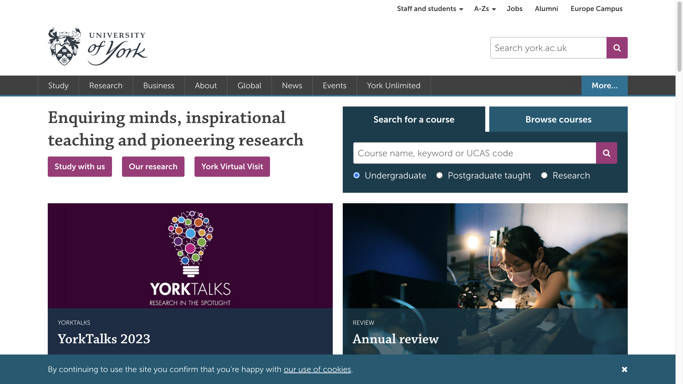 Staff and students
A-Zs
Jobs
Alumni
Europe Campus
UNIVERSITY
of York
Search york.ac.uk
Study
Research
Business
About
Global
News
Events
York Unlimited
More...
Enquiring minds, inspirational
teaching and pioneering research
Study with us
Our research
York Virtual Visit
Search for a course
Browse courses
Course name, keyword or UCAS code
Undergraduate
Postgraduate taught
Research
YORKTALKS
RESEARCH IN THE SPOTLIGHT
YORKTALKS
YorkTalks 2023
REVIEW
Annual review
By continuing to use the site you confirm that you're happy with our use of cookies.